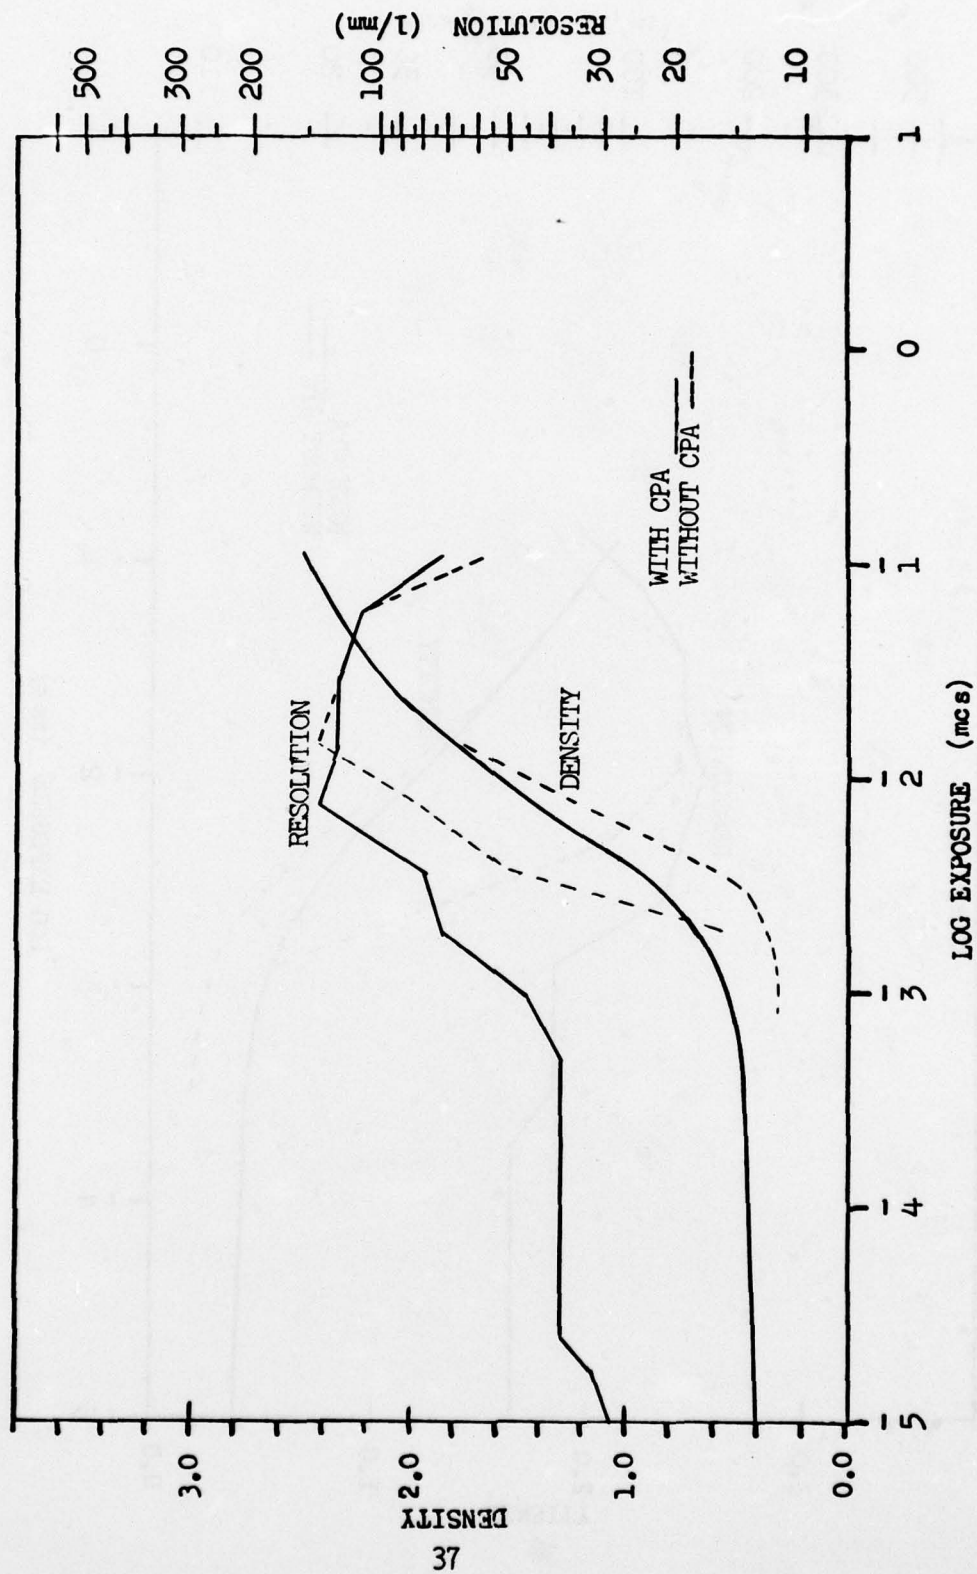 RESOLUTION (1/mm)
500
300
200
100
50
30
20
10
3.0
2.0
1.0
0.0
DENSITY
RESOLUTION
DENSITY
WITH CPA
WITHOUT CPA
-5 -4 -3 -2 -1 0 1
LOG EXPOSURE (mcs)
37